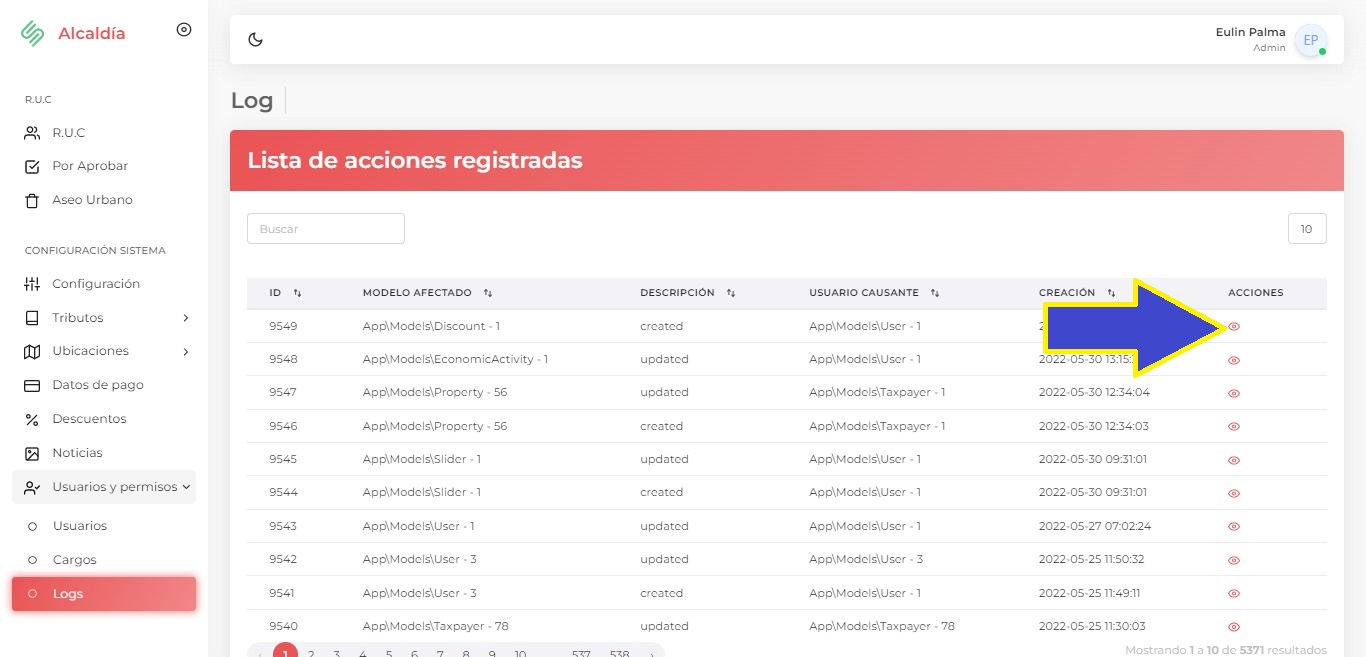 Alcaldía
Eulin Palma
Admin
EP
R.U.C
R.U.C
Por Aprobar
Aseo Urbano
CONFIGURACIÓN SISTEMA
Configuración
Tributos
Ubicaciones
Datos de pago
Descuentos
Noticias
Usuarios y permisos
Usuarios
Cargos
Logs
Log
Lista de acciones registradas
Buscar
10
ID MODELO AFECTADO DESCRIPCIÓN USUARIO CAUSANTE CREACIÓN ACCIONES
9549 App\Models\Discount - 1 created App\Models\User - 1
9548 App\Models\EconomicActivity - 1 updated App\Models\User - 1 2022-05-30 13:15:
9547 App\Models\Property - 56 updated App\Models\Taxpayer - 1 2022-05-30 12:34:04
9546 App\Models\Property - 56 created App\Models\Taxpayer - 1 2022-05-30 12:34:03
9545 App\Models\Slider - 1 updated App\Models\User - 1 2022-05-30 09:31:01
9544 App\Models\Slider - 1 created App\Models\User - 1 2022-05-30 09:31:01
9543 App\Models\User - 1 updated App\Models\User - 1 2022-05-27 07:02:24
9542 App\Models\User - 3 updated App\Models\User - 3 2022-05-25 11:50:32
9541 App\Models\User - 3 created App\Models\User - 1 2022-05-25 11:49:11
9540 App\Models\Taxpayer - 78 updated App\Models\Taxpayer - 78 2022-05-25 11:30:03
‹ 1 2 3 4 5 6 7 8 9 10 537 538 ›
Mostrando 1 a 10 de 5371 resultados